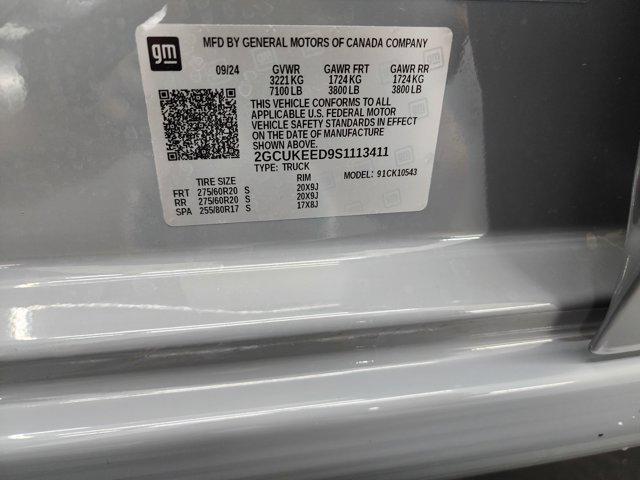 gm
MFD BY GENERAL MOTORS OF CANADA COMPANY
09/24 GVWR GAWR FRT GAWR RR
3221 KG 1724 KG 1724 KG
7100 LB 3800 LB 3800 LB
THIS VEHICLE CONFORMS TO ALL
APPLICABLE U.S. FEDERAL MOTOR
VEHICLE SAFETY STANDARDS IN EFFECT
ON THE DATE OF MANUFACTURE
SHOWN ABOVE.
2GCUKEED9S1113411
TYPE: TRUCK MODEL: 91CK10543
TIRE SIZE RIM
FRT 275/60R20 S 20X9J
RR 275/60R20 S 20X9J
SPA 255/80R17 S 17X8J